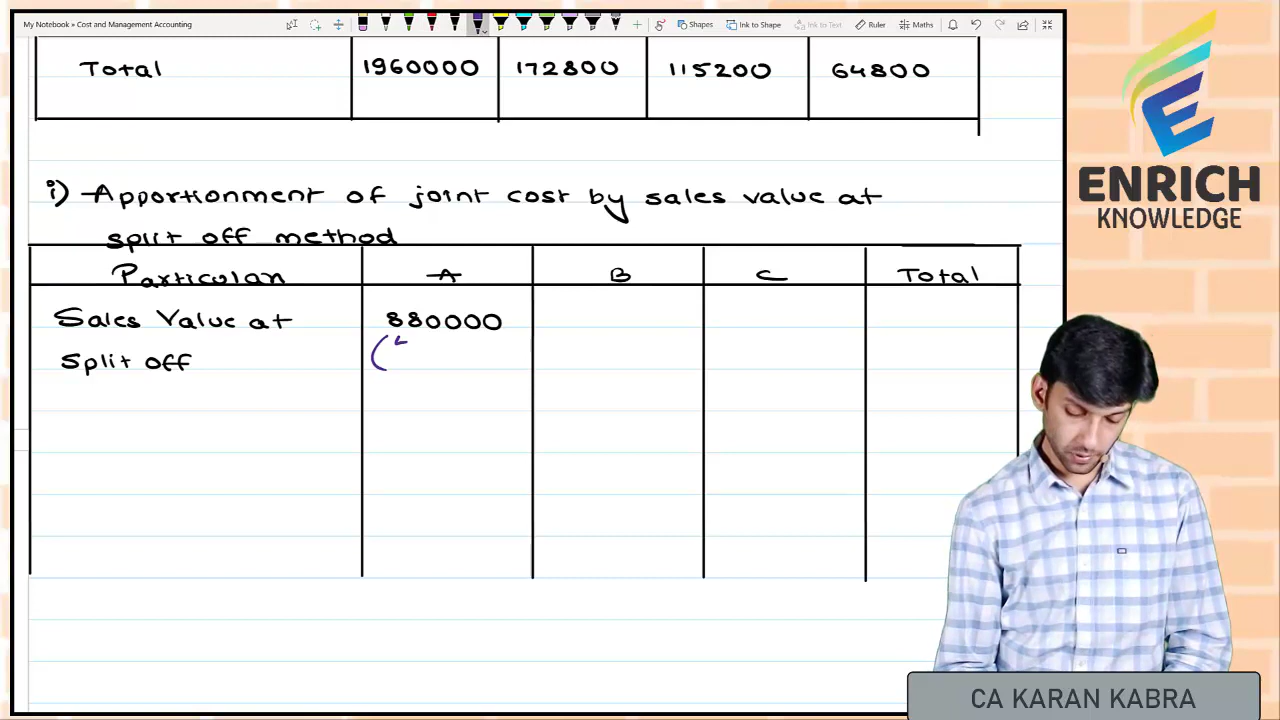 My Notebook » Cost and Management Accounting
Shapes Ink to Shape Ink to Text Ruler Maths
Total 1960000 172800 115200 64800
i) Apportionment of joint cost by sales value at
split off method
Particulars A B C Total
Sales Value at 880000
split off (
ENRICH
KNOWLEDGE
CA KARAN KABRA